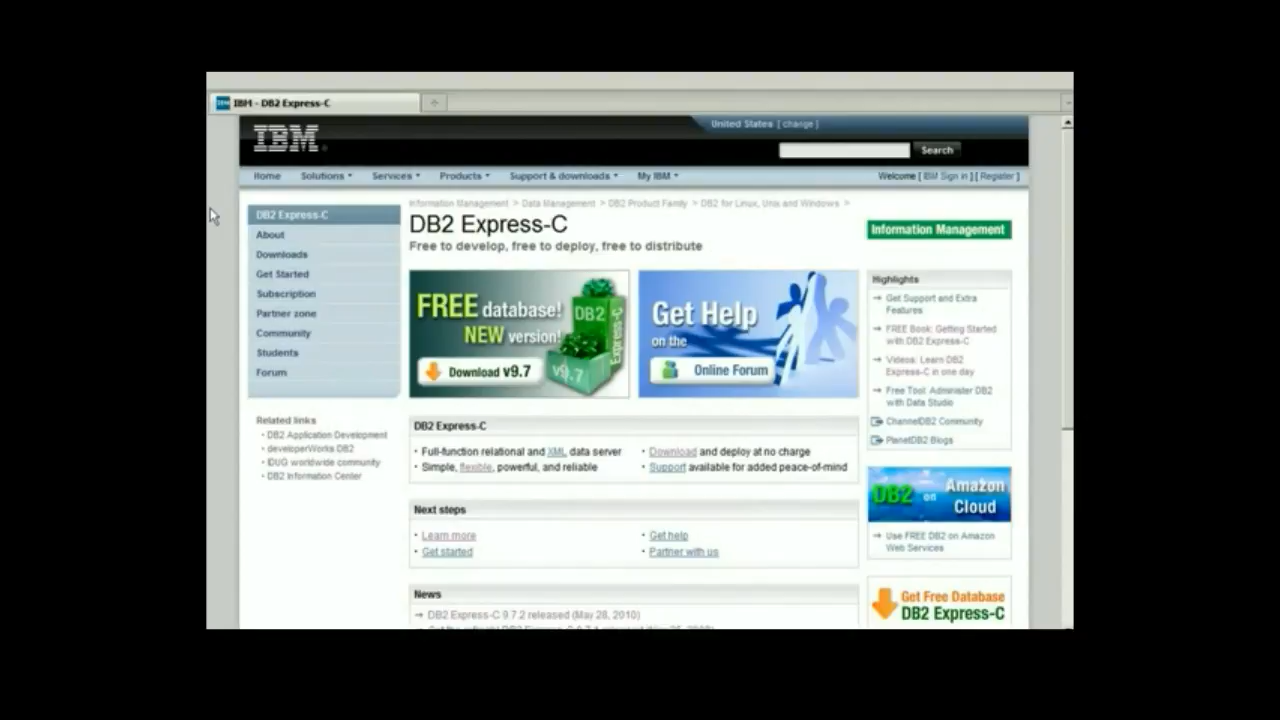 IBM - DB2 Express-C
United States [ change ]
IBM
Search
Home Solutions Services Products Support & downloads My IBM Welcome [ IBM Sign in ] [ Register ]
Information Management > Data Management > DB2 Product Family > DB2 for Linux, Unix and Windows >
DB2 Express-C
About
Downloads
Get Started
Subscription
Partner zone
Community
Students
Forum
Related links
DB2 Application Development
developerWorks DB2
IDUG worldwide community
DB2 Information Center
DB2 Express-C
Free to develop, free to deploy, free to distribute
FREE database!
NEW version!
Download v9.7
DB2
Express-C
v9.7
Get Help
on the
Online Forum
DB2 Express-C
· Full-function relational and XML data server
· Simple, flexible, powerful, and reliable
· Download and deploy at no charge
· Support available for added peace-of-mind
Next steps
· Learn more
· Get started
· Get help
· Partner with us
News
DB2 Express-C 9.7.2 released (May 28, 2010)
Information Management
Highlights
Get Support and Extra
Features
FREE Book: Getting Started
with DB2 Express-C
Videos: Learn DB2
Express-C in one day
Free Tool: Administer DB2
with Data Studio
ChannelDB2 Community
PlanetDB2 Blogs
DB2 on Amazon
Cloud
Use FREE DB2 on Amazon
Web Services
Get Free Database
DB2 Express-C